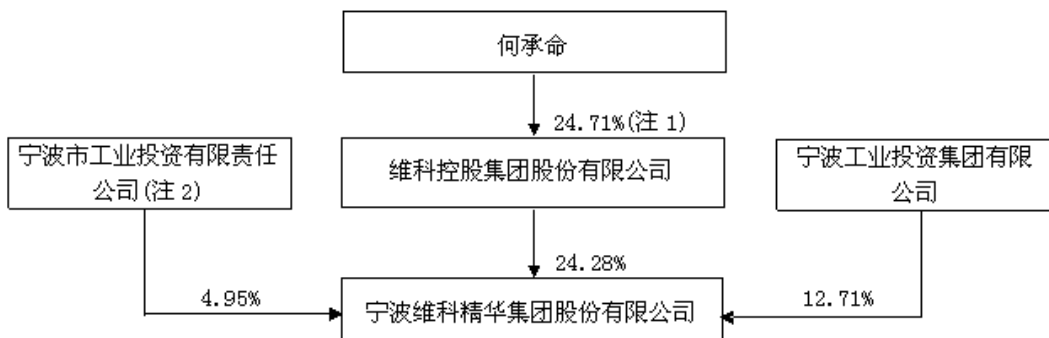 何承命
24.71%(注 1)
宁波市工业投资有限责任
公司(注 2)
维科控股集团股份有限公司
宁波工业投资集团有限
公司
24.28%
4.95%
12.71%
宁波维科精华集团股份有限公司